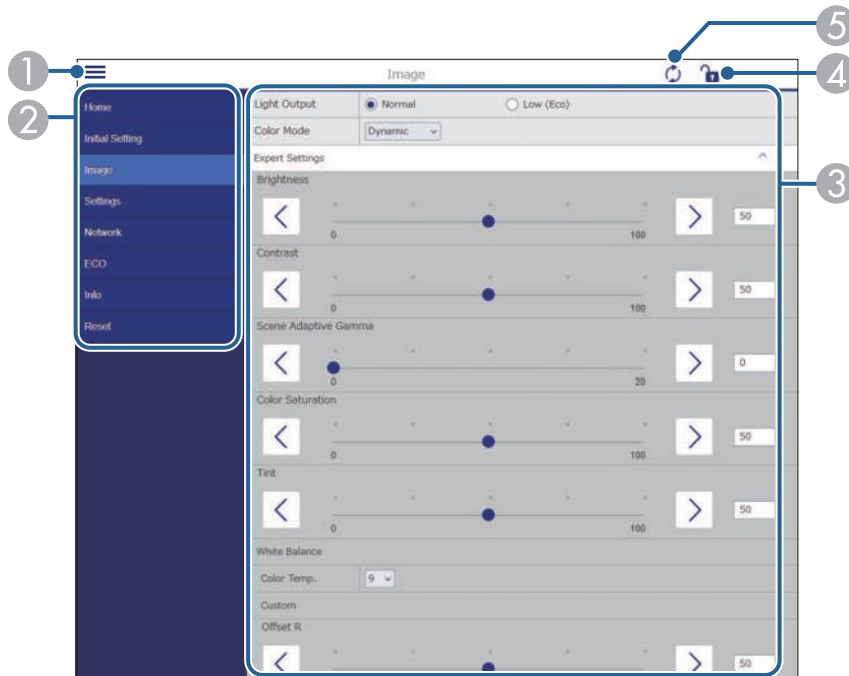 5
1
Image
4
2
Home
Light Output Normal Low (Eco)
Initial Setting
Color Mode Dynamic
Image
Expert Settings
3
Brightness
Settings
50
Network
0 100
ECO
Contrast
Info
50
0 100
Reset
Scene Adaptive Gamma
0
0 20
Color Saturation
50
0 100
Tint
50
0 100
White Balance
Color Temp. 9
Custom
Offset R
50